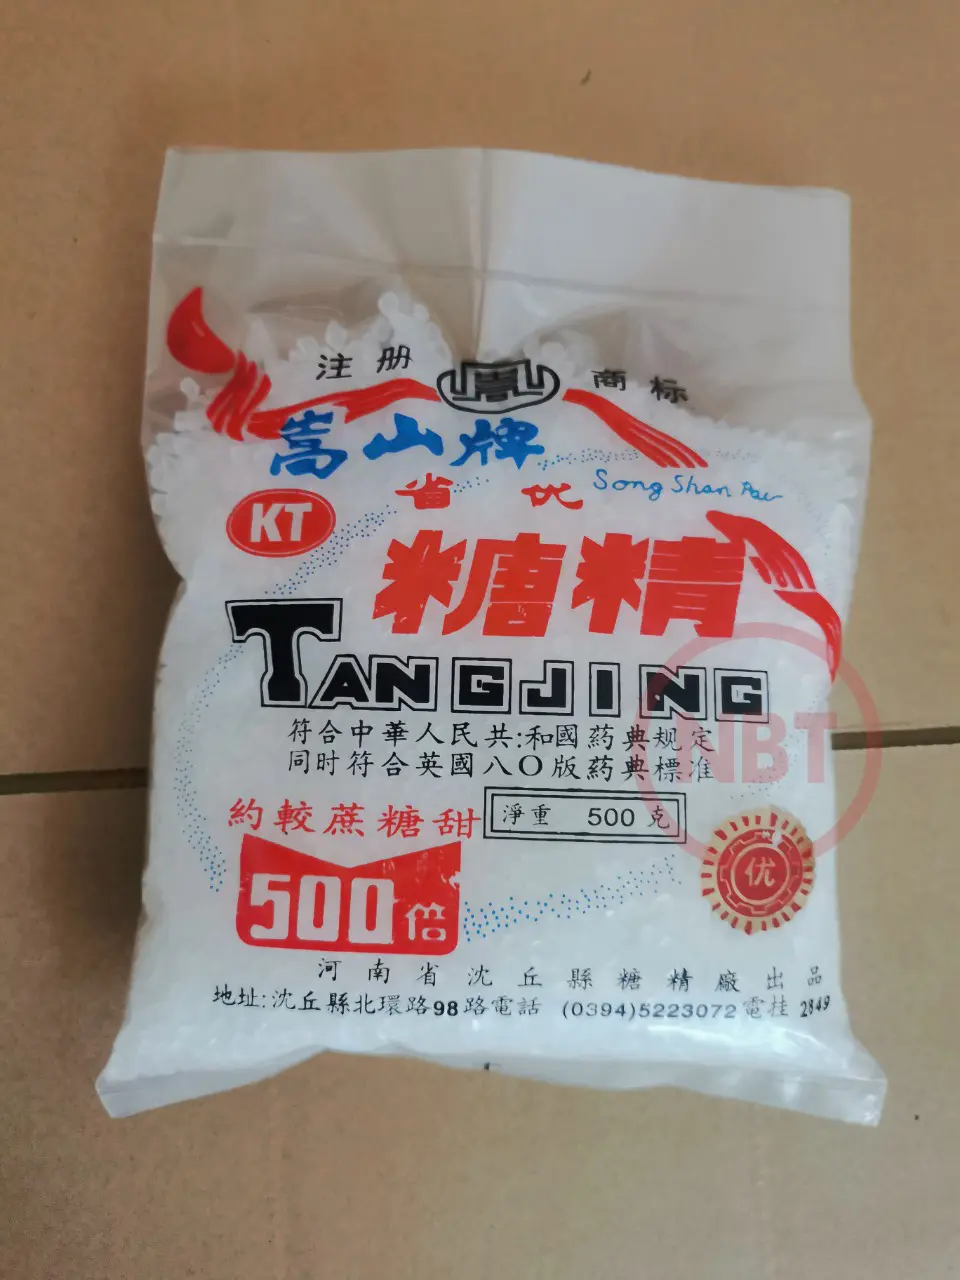 注册 商标
嵩山牌
Song Shan Pai
省优
KT
糖精
TANGJING
符合中華人民共:和國药典规定
同时符合英國八O版药典標准
約較蔗糖甜
淨重 500克
500倍
优
河南省沈丘縣糖精廠出品
地址:沈丘縣北環路98路電話 (0394)5223072電挂 2849
NBT